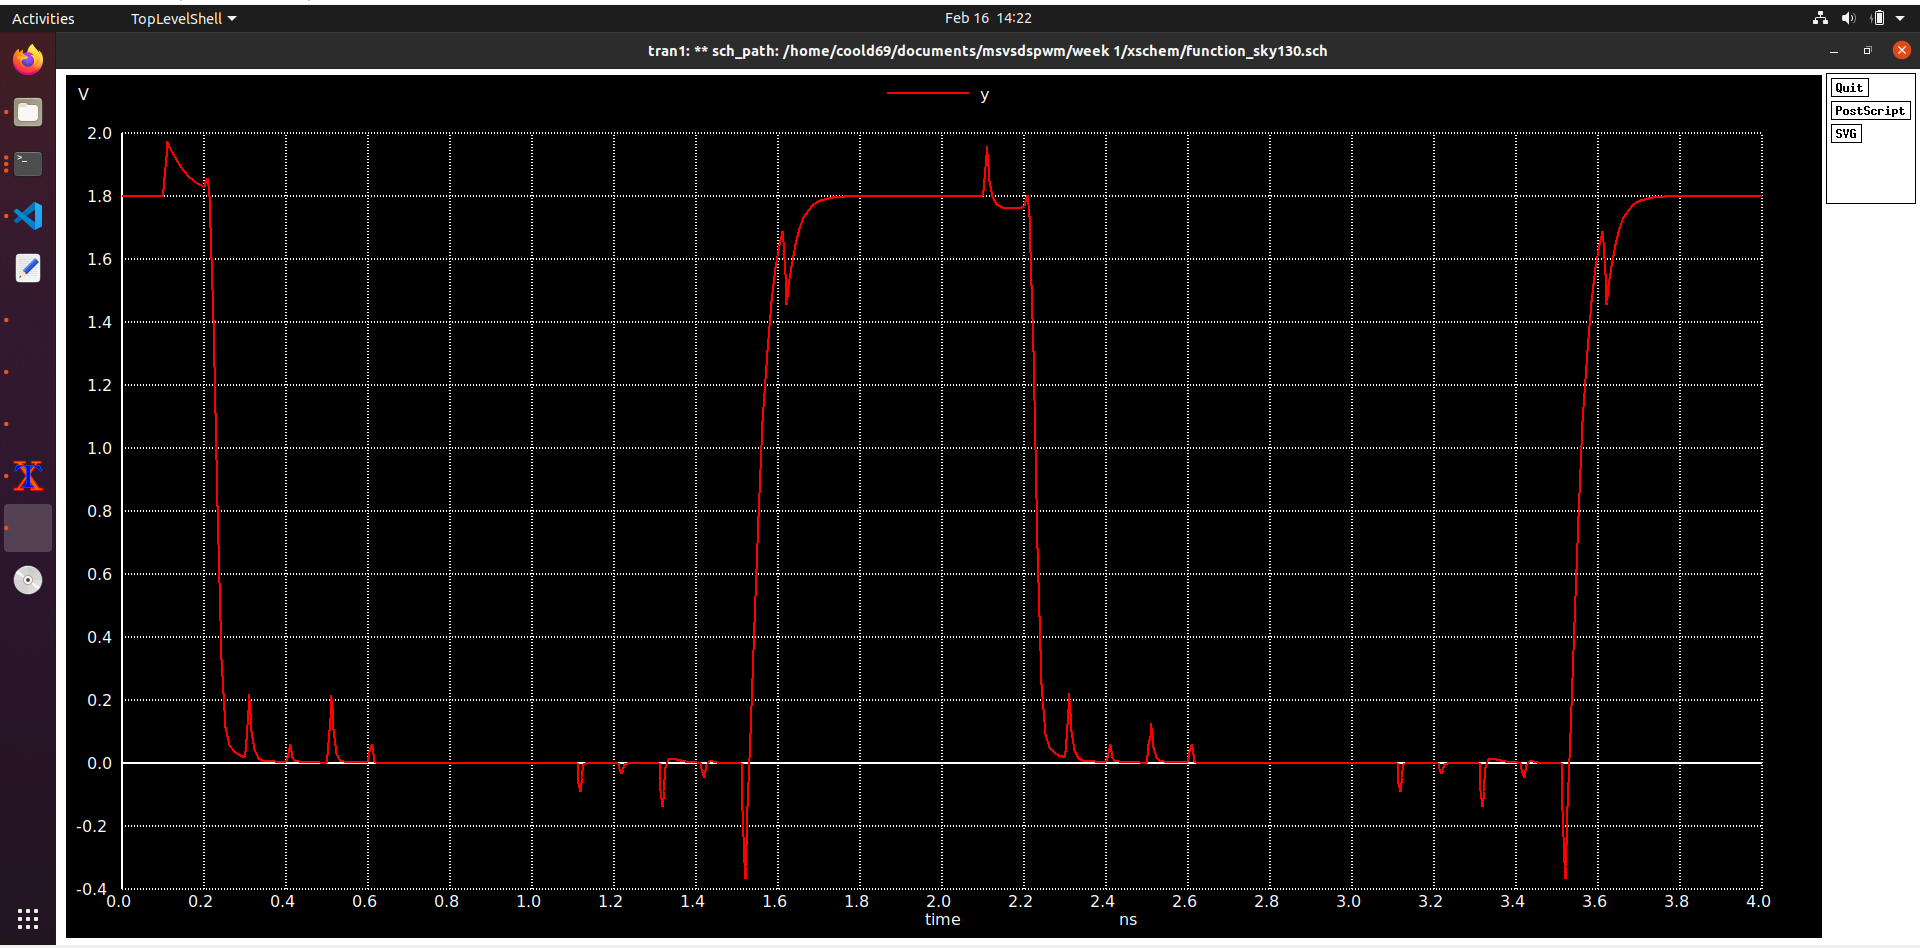 Activities TopLevelShell Feb 16 14:22
tran1: ** sch_path: /home/coold69/documents/msvsdspwm/week 1/xschem/function_sky130.sch
V y
Quit
PostScript
SVG
2.0
1.8
1.6
1.4
1.2
1.0
0.8
0.6
0.4
0.2
0.0
-0.2
-0.4
0.0 0.2 0.4 0.6 0.8 1.0 1.2 1.4 1.6 1.8 2.0 2.2 2.4 2.6 2.8 3.0 3.2 3.4 3.6 3.8 4.0
time ns